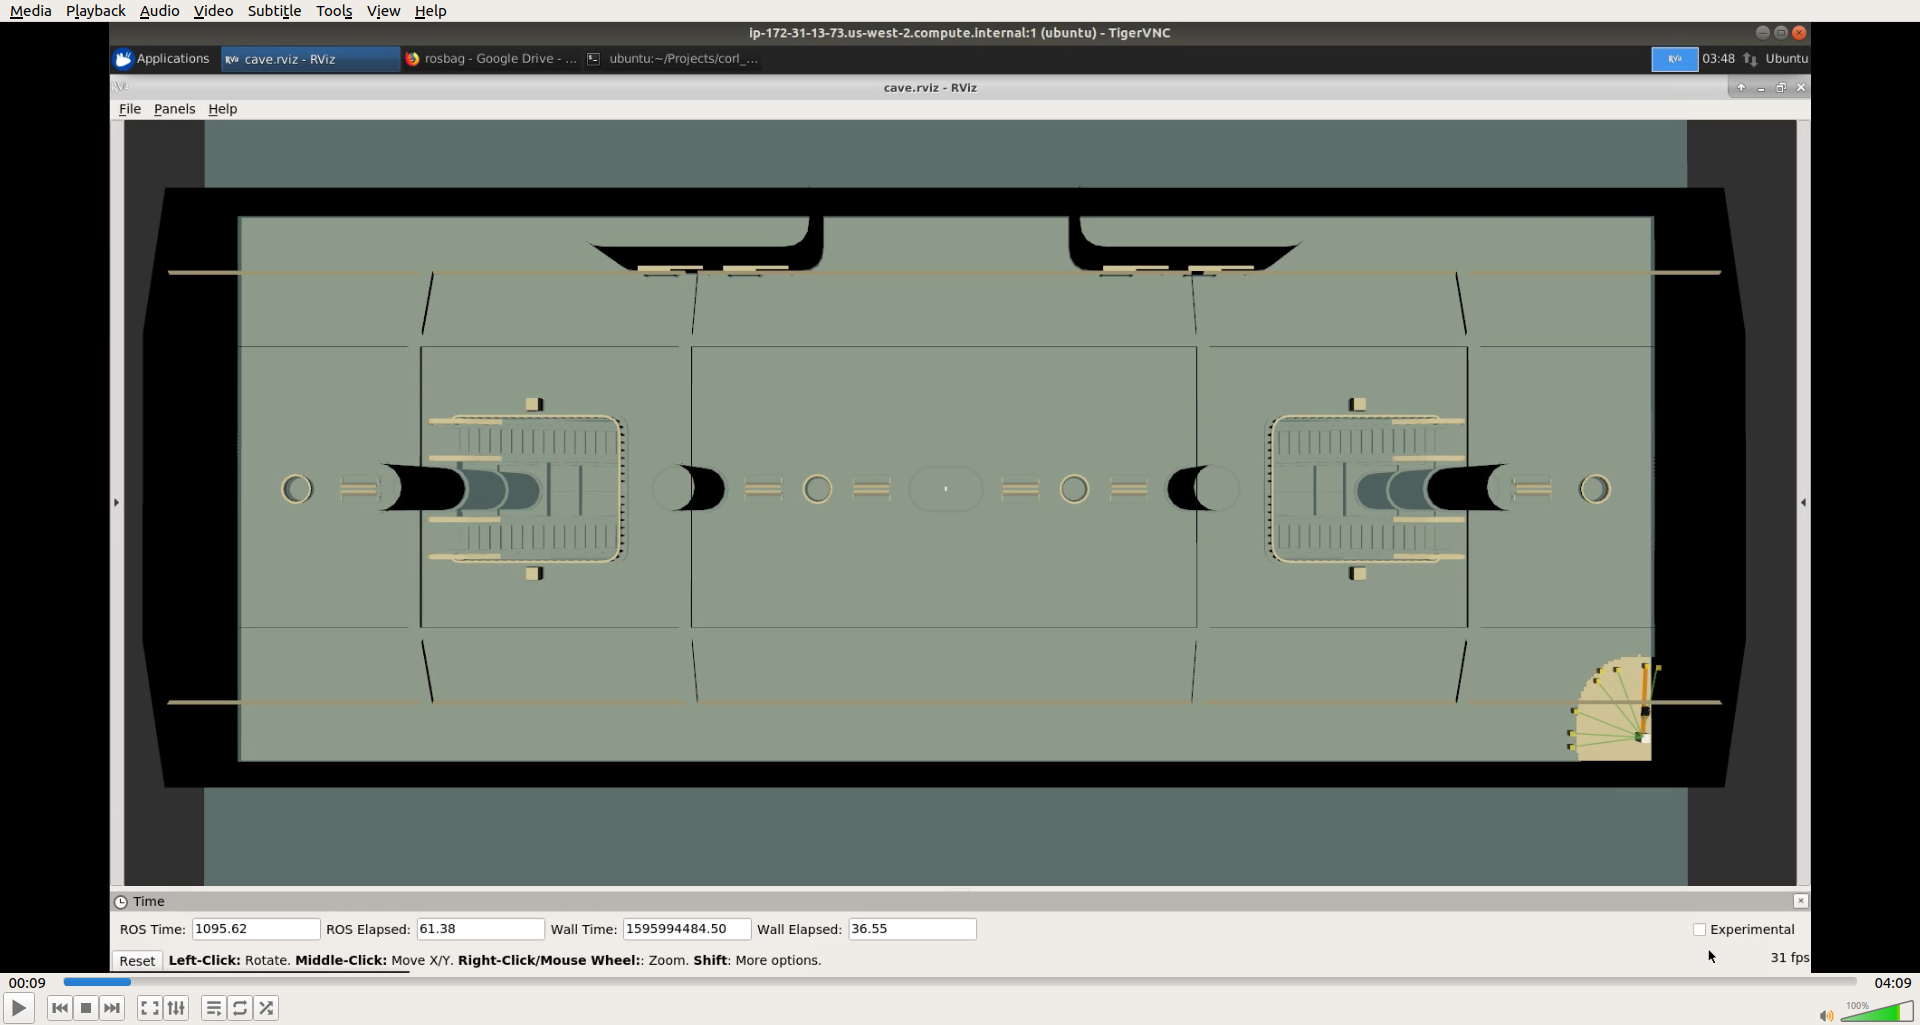 Media Playback Audio Video Subtitle Tools View Help
ip-172-31-13-73.us-west-2.compute.internal:1 (ubuntu) - TigerVNC
Applications RViz cave.rviz - RViz rosbag - Google Drive - ... ubuntu:~/Projects/corl_... RViz 03:48 Ubuntu
RViz cave.rviz - RViz
File Panels Help
Time
ROS Time: 1095.62 ROS Elapsed: 61.38 Wall Time: 1595994484.50 Wall Elapsed: 36.55 Experimental
Reset Left-Click: Rotate. Middle-Click: Move X/Y. Right-Click/Mouse Wheel:: Zoom. Shift: More options. 31 fps
00:09 04:09
100%